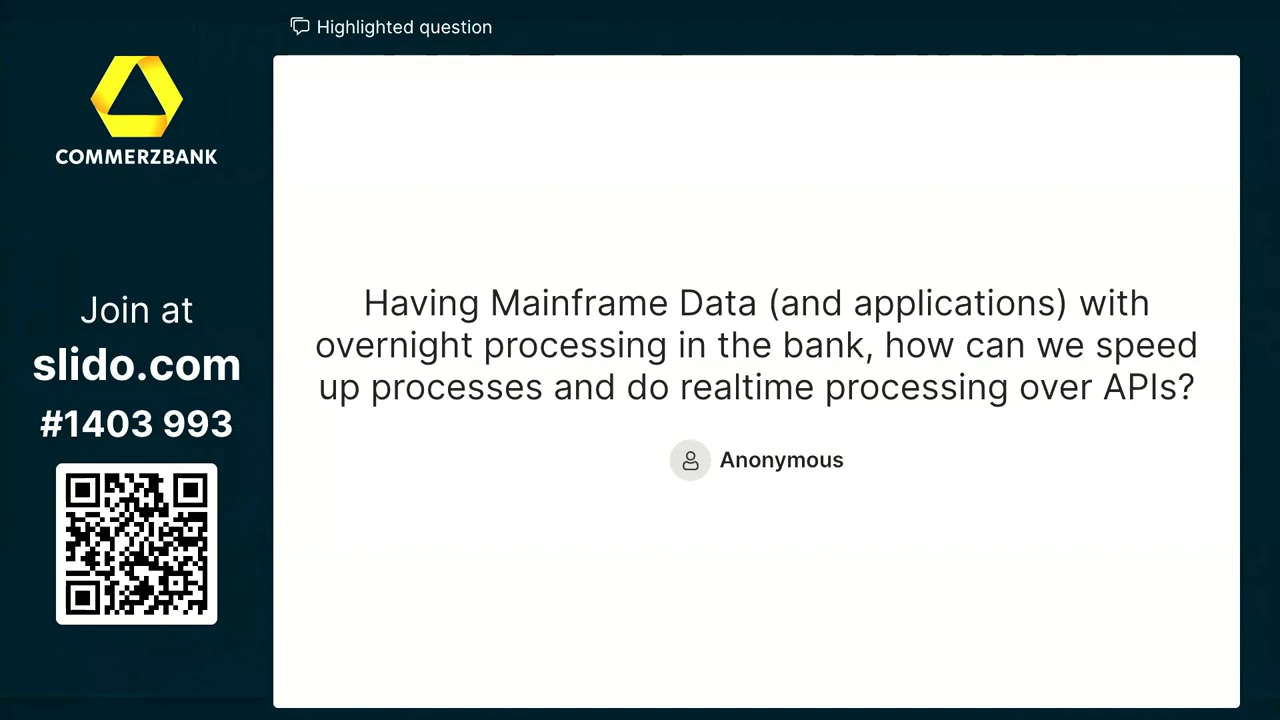 Highlighted question
COMMERZBANK
Join at
slido.com
#1403 993
Having Mainframe Data (and applications) with
overnight processing in the bank, how can we speed
up processes and do realtime processing over APIs?
Anonymous